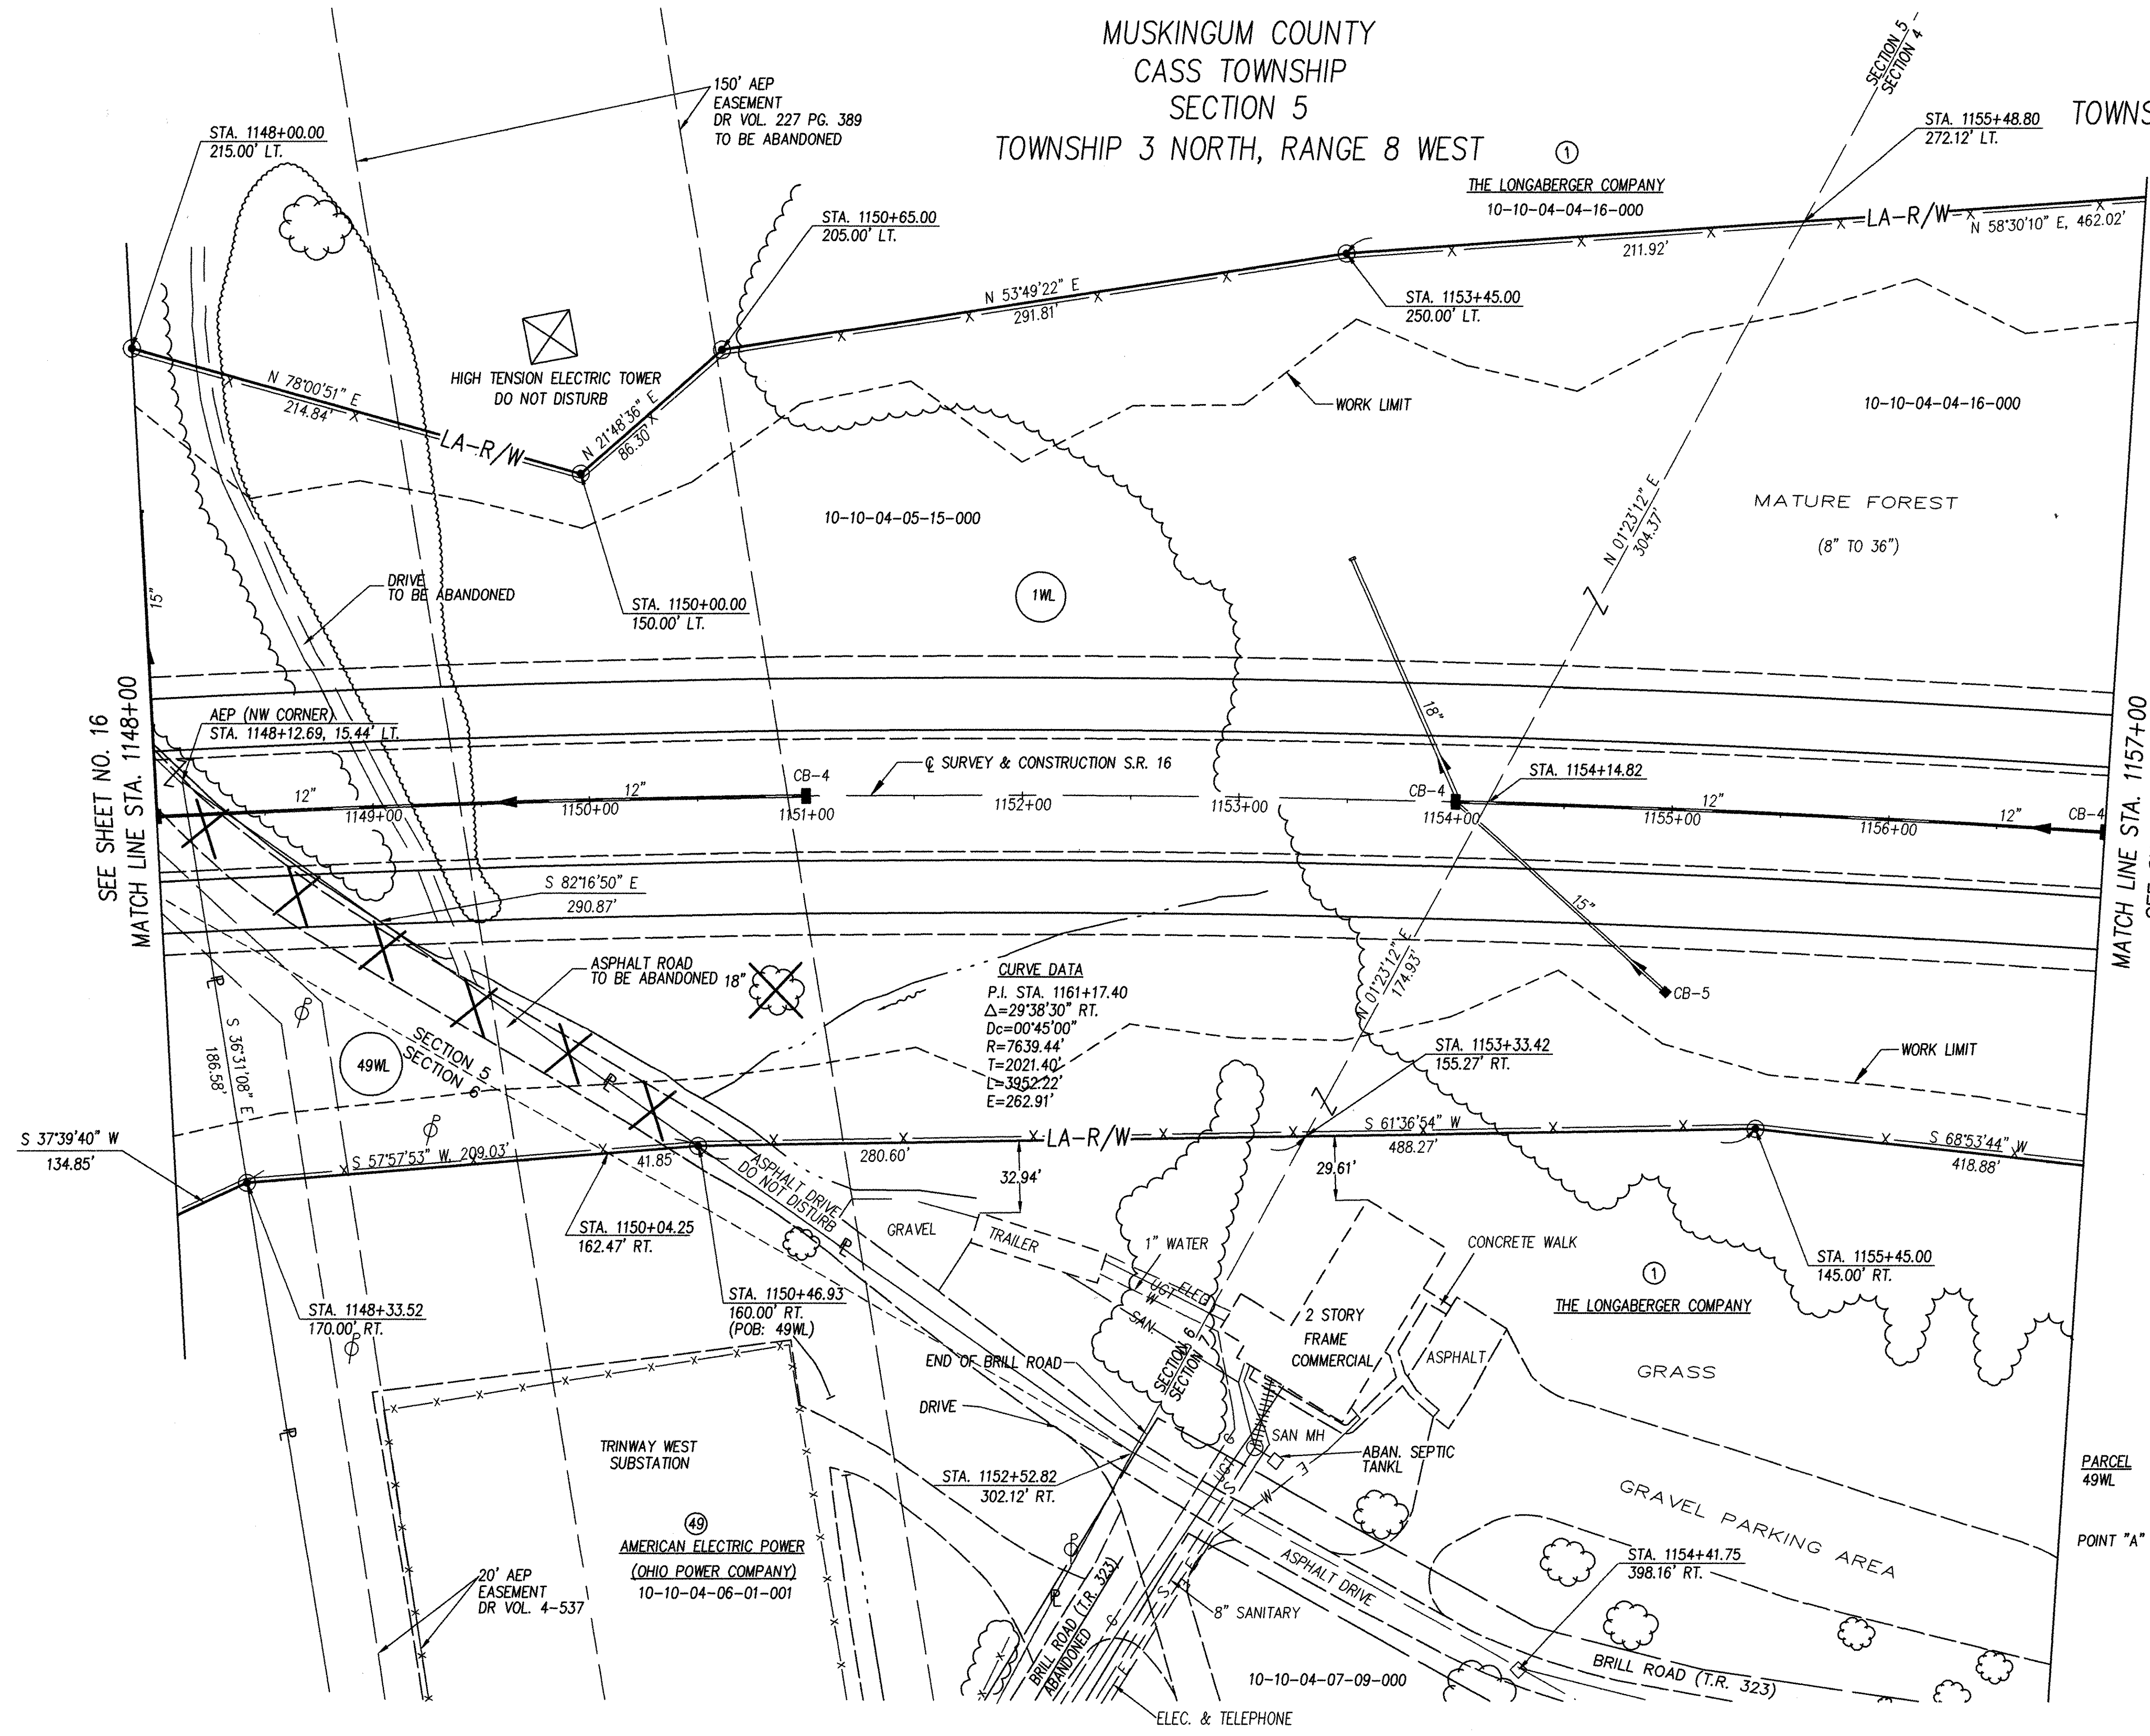 MUSKINGUM COUNTY
CASS TOWNSHIP
SECTION 5
TOWNSHIP 3 NORTH, RANGE 8 WEST
SECTION 5
SECTION 4
TOWNS
150' AEP
EASEMENT
DR VOL. 227 PG. 389
TO BE ABANDONED
STA. 1148+00.00
215.00' LT.
STA. 1155+48.80
272.12' LT.
1
THE LONGABERGER COMPANY
10-10-04-04-16-000
STA. 1150+65.00
205.00' LT.
LA-R/W
N 58°30'10" E, 462.02'
211.92'
N 53°49'22" E
291.81'
STA. 1153+45.00
250.00' LT.
HIGH TENSION ELECTRIC TOWER
DO NOT DISTURB
N 78°00'51" E
214.84'
LA-R/W
N 21°48'36" E
86.30'
WORK LIMIT
10-10-04-04-16-000
10-10-04-05-15-000
N 01°23'12" E
304.37'
MATURE FOREST
(8" TO 36")
DRIVE
TO BE ABANDONED
STA. 1150+00.00
150.00' LT.
1WL
15"
SEE SHEET NO. 16
MATCH LINE STA. 1148+00
AEP (NW CORNER)
STA. 1148+12.69, 15.44' LT.
18"
℄ SURVEY & CONSTRUCTION S.R. 16
STA. 1154+14.82
12"
12"
CB-4
CB-4
12"
12"
CB-4
1149+00
1150+00
1151+00
1152+00
1153+00
1154+00
1155+00
1156+00
MATCH LINE STA. 1157+00
S 82°16'50" E
290.87'
15"
CB-5
ASPHALT ROAD
TO BE ABANDONED
18"
CURVE DATA
P.I. STA. 1161+17.40
Δ=29°38'30" RT.
Dc=00°45'00"
R=7639.44'
T=2021.40'
L=3952.22'
E=262.91'
N 01°23'12" E
174.93'
STA. 1153+33.42
155.27' RT.
WORK LIMIT
SECTION 5
SECTION 6
49WL
S 36°31'08" E
186.58'
S 37°39'40" W
134.85'
S 57°57'53" W, 209.03'
41.85'
280.60'
LA-R/W
S 61°36'54" W
488.27'
S 68°53'44" W
418.88'
32.94'
29.61'
ASPHALT DRIVE
DO NOT DISTURB
STA. 1150+04.25
162.47' RT.
GRAVEL
TRAILER
1" WATER
CONCRETE WALK
STA. 1155+45.00
145.00' RT.
STA. 1148+33.52
170.00' RT.
STA. 1150+46.93
160.00' RT.
(POB: 49WL)
UGT
ELEC
W
SAN.
1
THE LONGABERGER COMPANY
2 STORY
FRAME
COMMERCIAL
ASPHALT
GRASS
END OF BRILL ROAD
SECTION 6
SECTION 7
DRIVE
SAN MH
ABAN. SEPTIC
TANKL
TRINWAY WEST
SUBSTATION
STA. 1152+52.82
302.12' RT.
PARCEL
49WL
GRAVEL PARKING AREA
49
AMERICAN ELECTRIC POWER
(OHIO POWER COMPANY)
10-10-04-06-01-001
POINT "A"
STA. 1154+41.75
398.16' RT.
ASPHALT DRIVE
20' AEP
EASEMENT
DR VOL. 4-537
8" SANITARY
BRILL ROAD (T.R. 323)
ABANDONED
BRILL ROAD (T.R. 323)
10-10-04-07-09-000
ELEC. & TELEPHONE